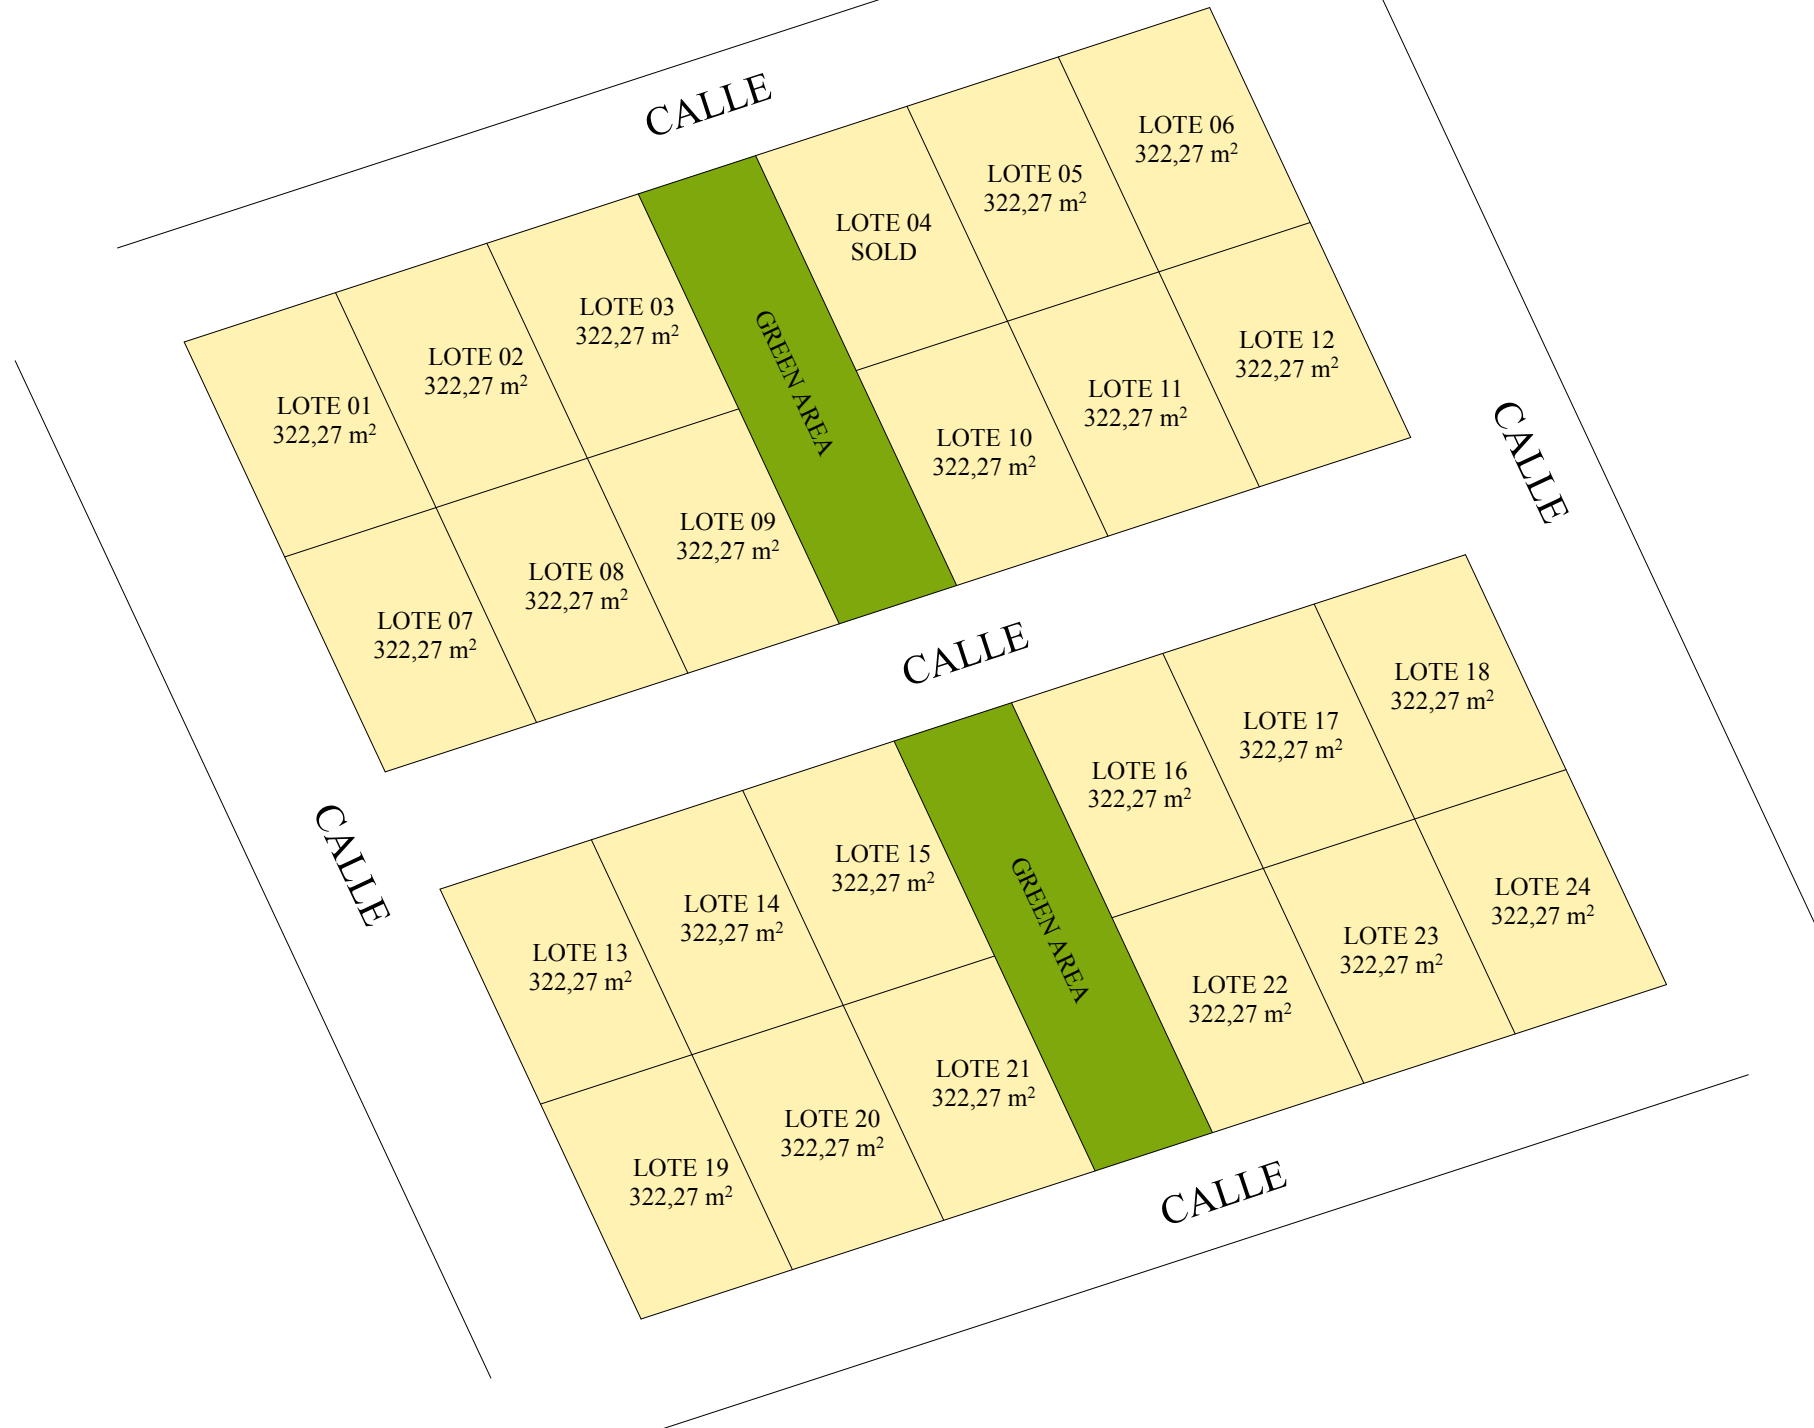 CALLE
LOTE 01
322,27 m²
LOTE 02
322,27 m²
LOTE 03
322,27 m²
GREEN AREA
LOTE 04
SOLD
LOTE 05
322,27 m²
LOTE 06
322,27 m²
LOTE 07
322,27 m²
LOTE 08
322,27 m²
LOTE 09
322,27 m²
LOTE 10
322,27 m²
LOTE 11
322,27 m²
LOTE 12
322,27 m²
CALLE
CALLE
CALLE
LOTE 13
322,27 m²
LOTE 14
322,27 m²
LOTE 15
322,27 m²
GREEN AREA
LOTE 16
322,27 m²
LOTE 17
322,27 m²
LOTE 18
322,27 m²
LOTE 19
322,27 m²
LOTE 20
322,27 m²
LOTE 21
322,27 m²
LOTE 22
322,27 m²
LOTE 23
322,27 m²
LOTE 24
322,27 m²
CALLE